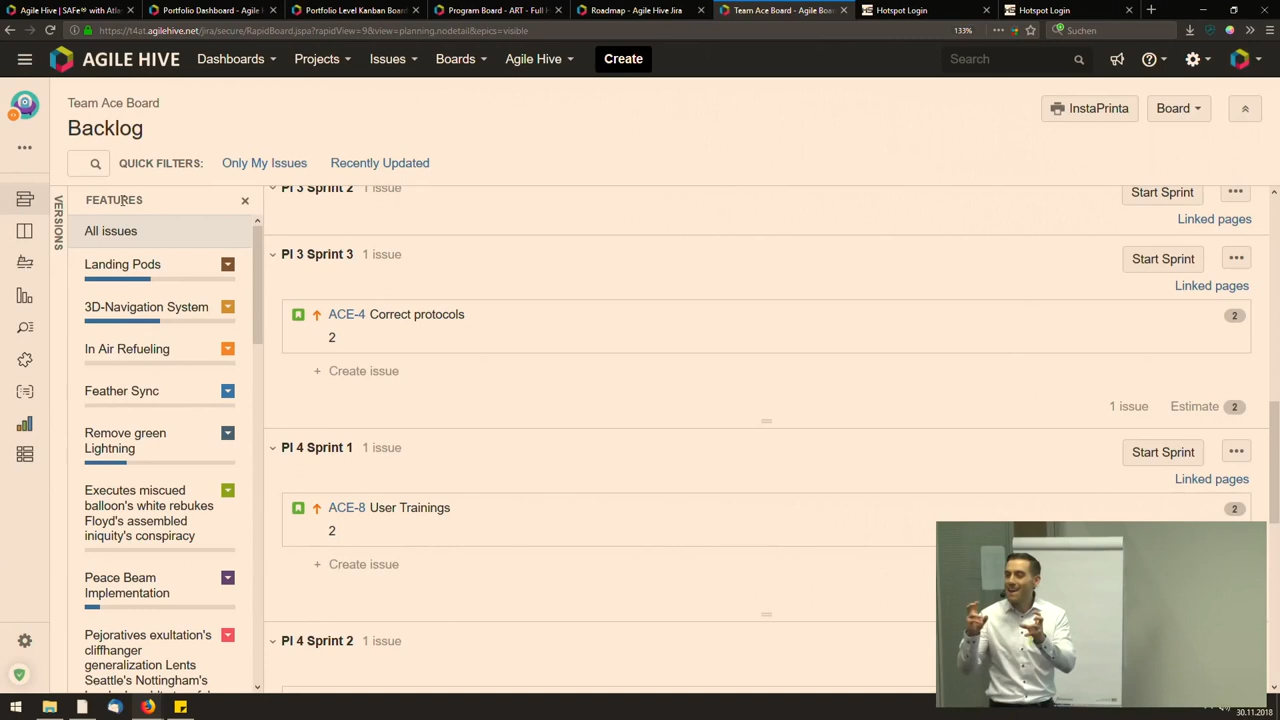 Agile Hive | SAFe® with Atlas
Portfolio Dashboard - Agile H
Portfolio Level Kanban Board
Program Board - ART - Full H
Roadmap - Agile Hive Jira
Team Ace Board - Agile Boar
Hotspot Login
Hotspot Login
https://t4at.agilehive.net/jira/secure/RapidBoard.jspa?rapidView=9&view=planning.nodetail&epics=visible
133%
Suchen
AGILE HIVE
Dashboards
Projects
Issues
Boards
Agile Hive
Create
Search
Team Ace Board
Backlog
InstaPrinta
Board
QUICK FILTERS:
Only My Issues
Recently Updated
VERSIONS
FEATURES
All issues
Landing Pods
3D-Navigation System
In Air Refueling
Feather Sync
Remove green
Lightning
Executes miscued
balloon's white rebukes
Floyd's assembled
iniquity's conspiracy
Peace Beam
Implementation
Pejoratives exultation's
cliffhanger
generalization Lents
Seattle's Nottingham's
PI 3 Sprint 2 1 issue
Start Sprint
Linked pages
PI 3 Sprint 3 1 issue
Start Sprint
Linked pages
ACE-4 Correct protocols
2
2
+ Create issue
1 issue Estimate 2
PI 4 Sprint 1 1 issue
Start Sprint
Linked pages
ACE-8 User Trainings
2
2
+ Create issue
PI 4 Sprint 2 1 issue
30.11.2018